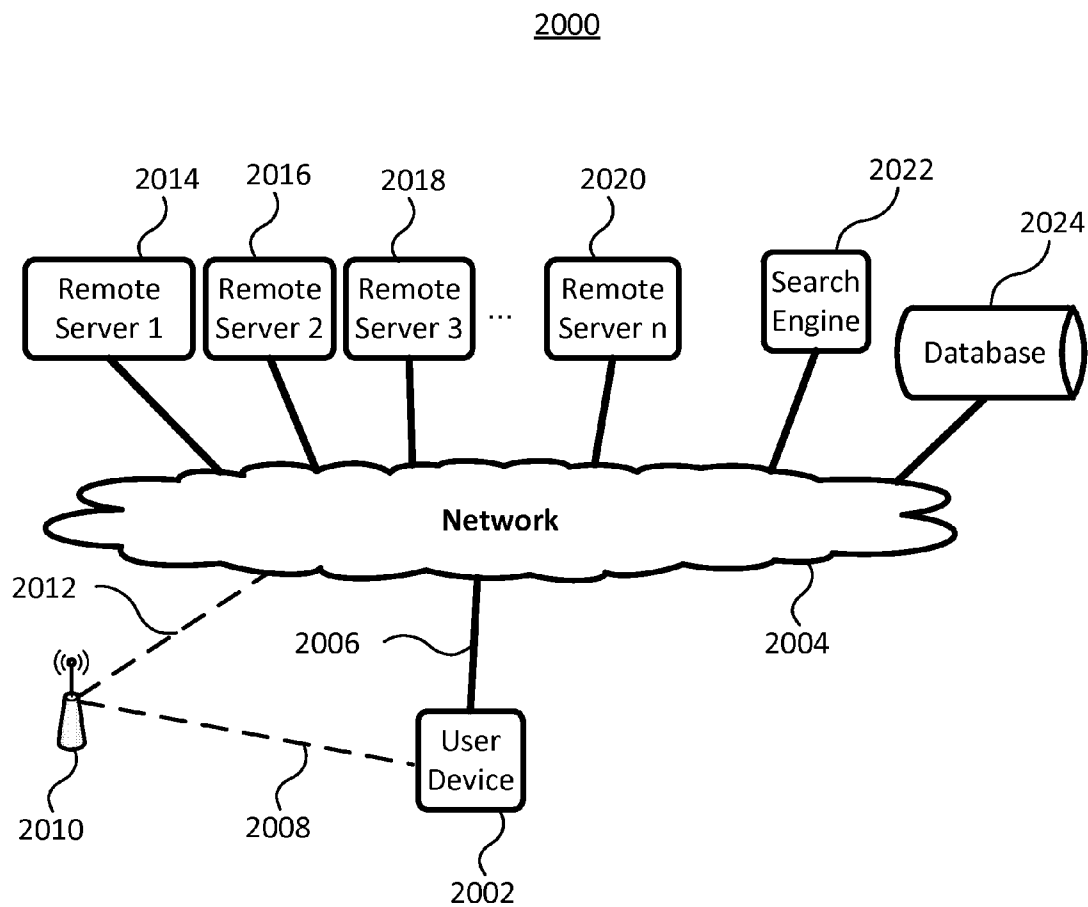 2000
2014
2016
2018
2020
2022
2024
Remote
Server 1
Remote
Server 2
Remote
Server 3
...
Remote
Server n
Search
Engine
Database
Network
2012
2006
2004
User
Device
2010
2008
2002